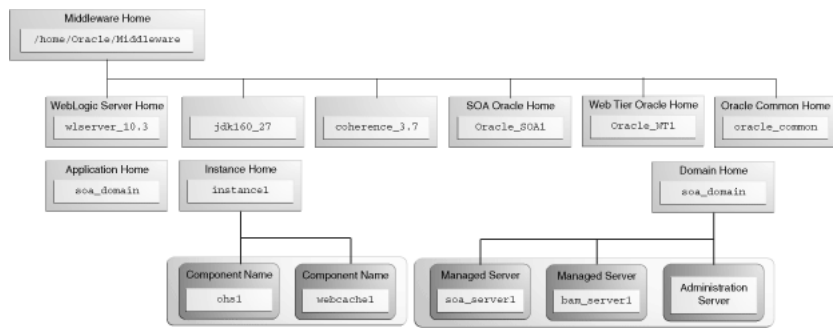 Middleware Home
/home/Oracle/Middleware
WebLogic Server Home
wlserver_10.3
jdk160_27
coherence_3.7
SOA Oracle Home
Oracle_SOA1
Web Tier Oracle Home
Oracle_WT1
Oracle Common Home
oracle_common
Application Home
soa_domain
Instance Home
instance1
Domain Home
soa_domain
Component Name
ohs1
Component Name
webcache1
Managed Server
soa_server1
Managed Server
bam_server1
Administration
Server